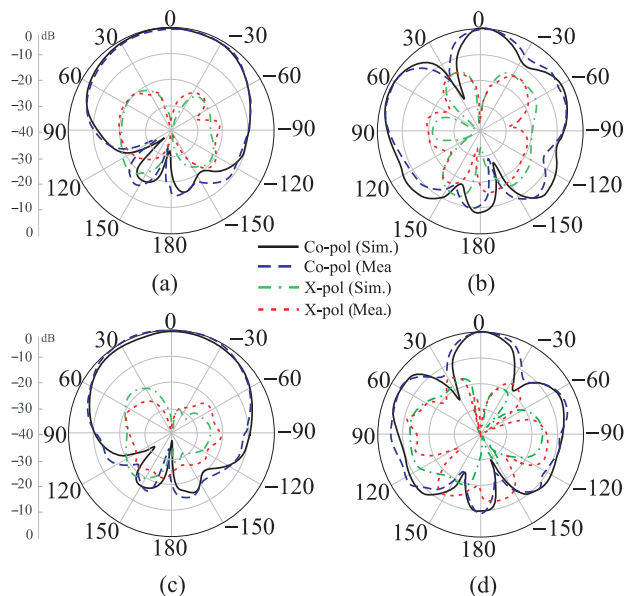 0 dB 0 0
-10 30 -30 30 -30
-20 60 -60 60 -60
-30
-40 90 -90 90 -90
-30
-20 120 -120 120 -120
-10 150 -150 150 -150
0 180 180
(a) (b)
Co-pol (Sim.)
Co-pol (Mea
X-pol (Sim.)
X-pol (Mea.)
0 dB 0 0
-10 30 -30 30 -30
-20 60 -60 60 -60
-30
-40 90 -90 90 -90
-30
-20 120 -120 120 -120
-10 150 -150 150 -150
0 180 180
(c) (d)